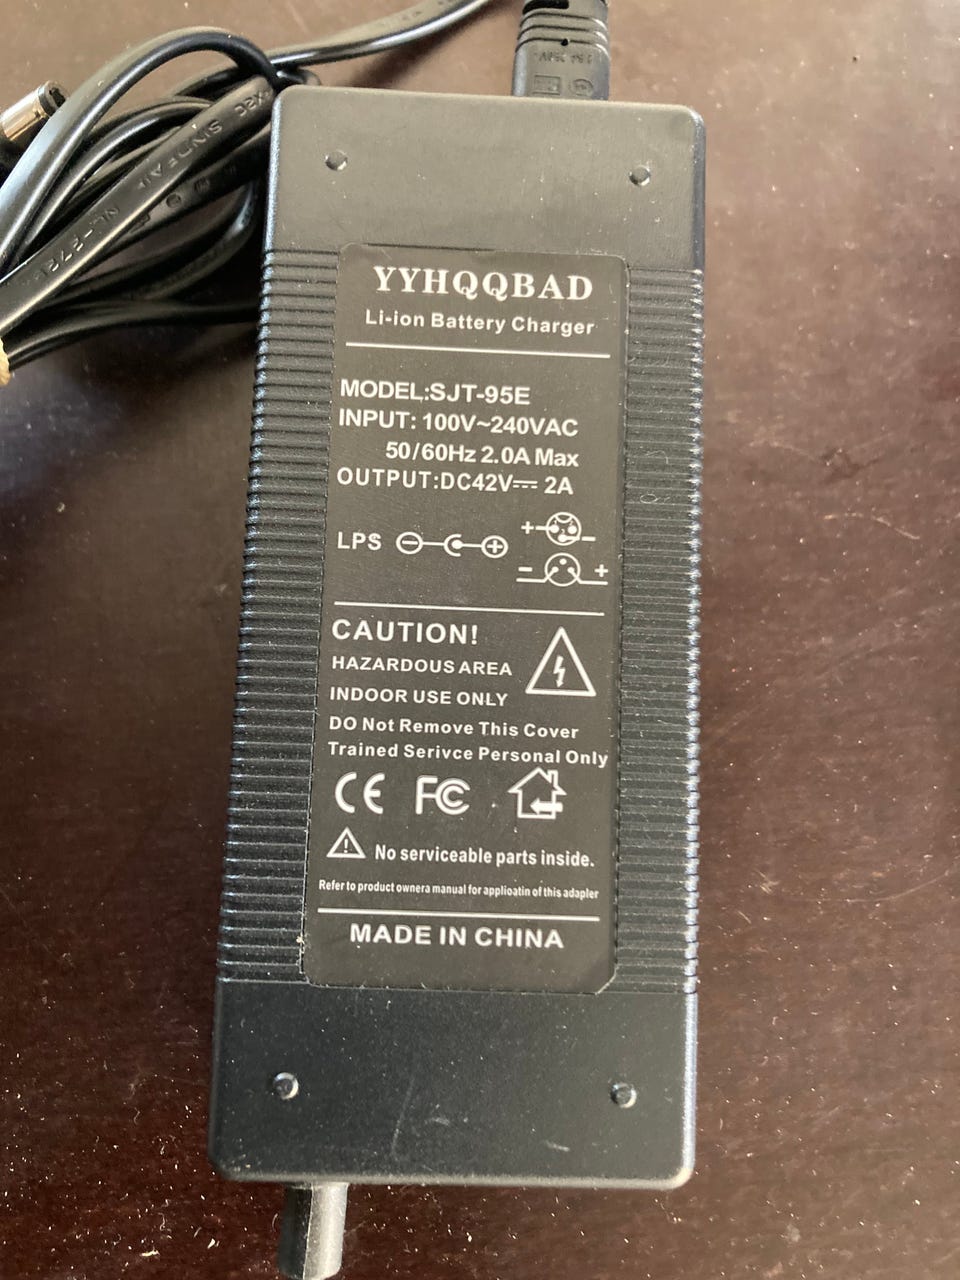 YYHQQBAD
Li-ion Battery Charger
MODEL:SJT-95E
INPUT: 100V~240VAC
50/60Hz 2.0A Max
OUTPUT:DC42V⎓ 2A
LPS
CAUTION!
HAZARDOUS AREA
INDOOR USE ONLY
DO Not Remove This Cover
Trained Serivce Personal Only
CE FC
No serviceable parts inside.
Refer to product ownera manual for applioatin of this adapler
MADE IN CHINA